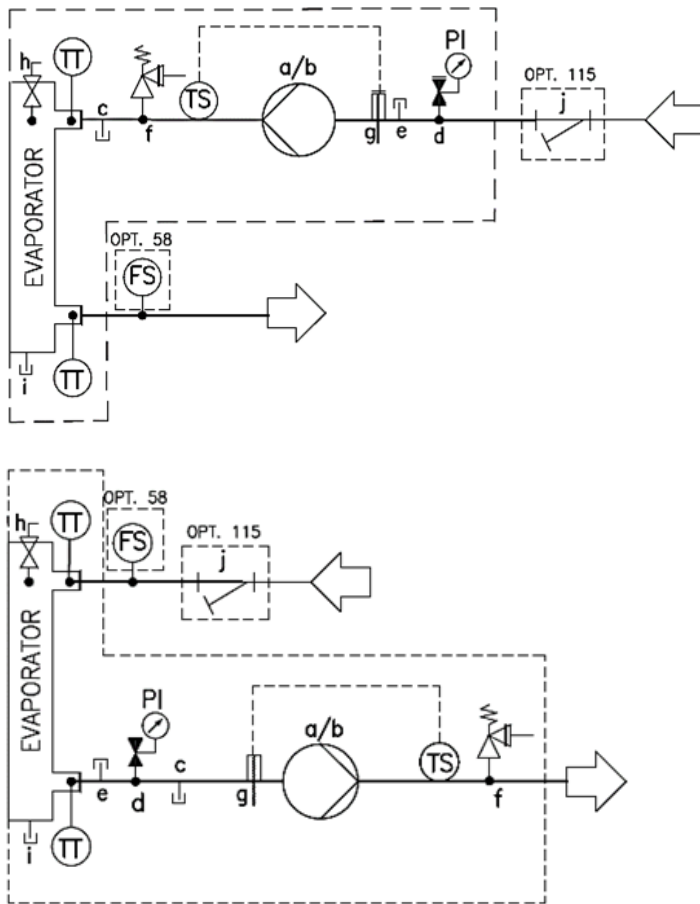 PI
h TT a/b OPT. 115
c TS j
f g e d
EVAPORATOR
OPT. 58
FS
TT
i
OPT. 58
h TT OPT. 115
FS j
EVAPORATOR
PI a/b
c TS
e d g f
TT
i